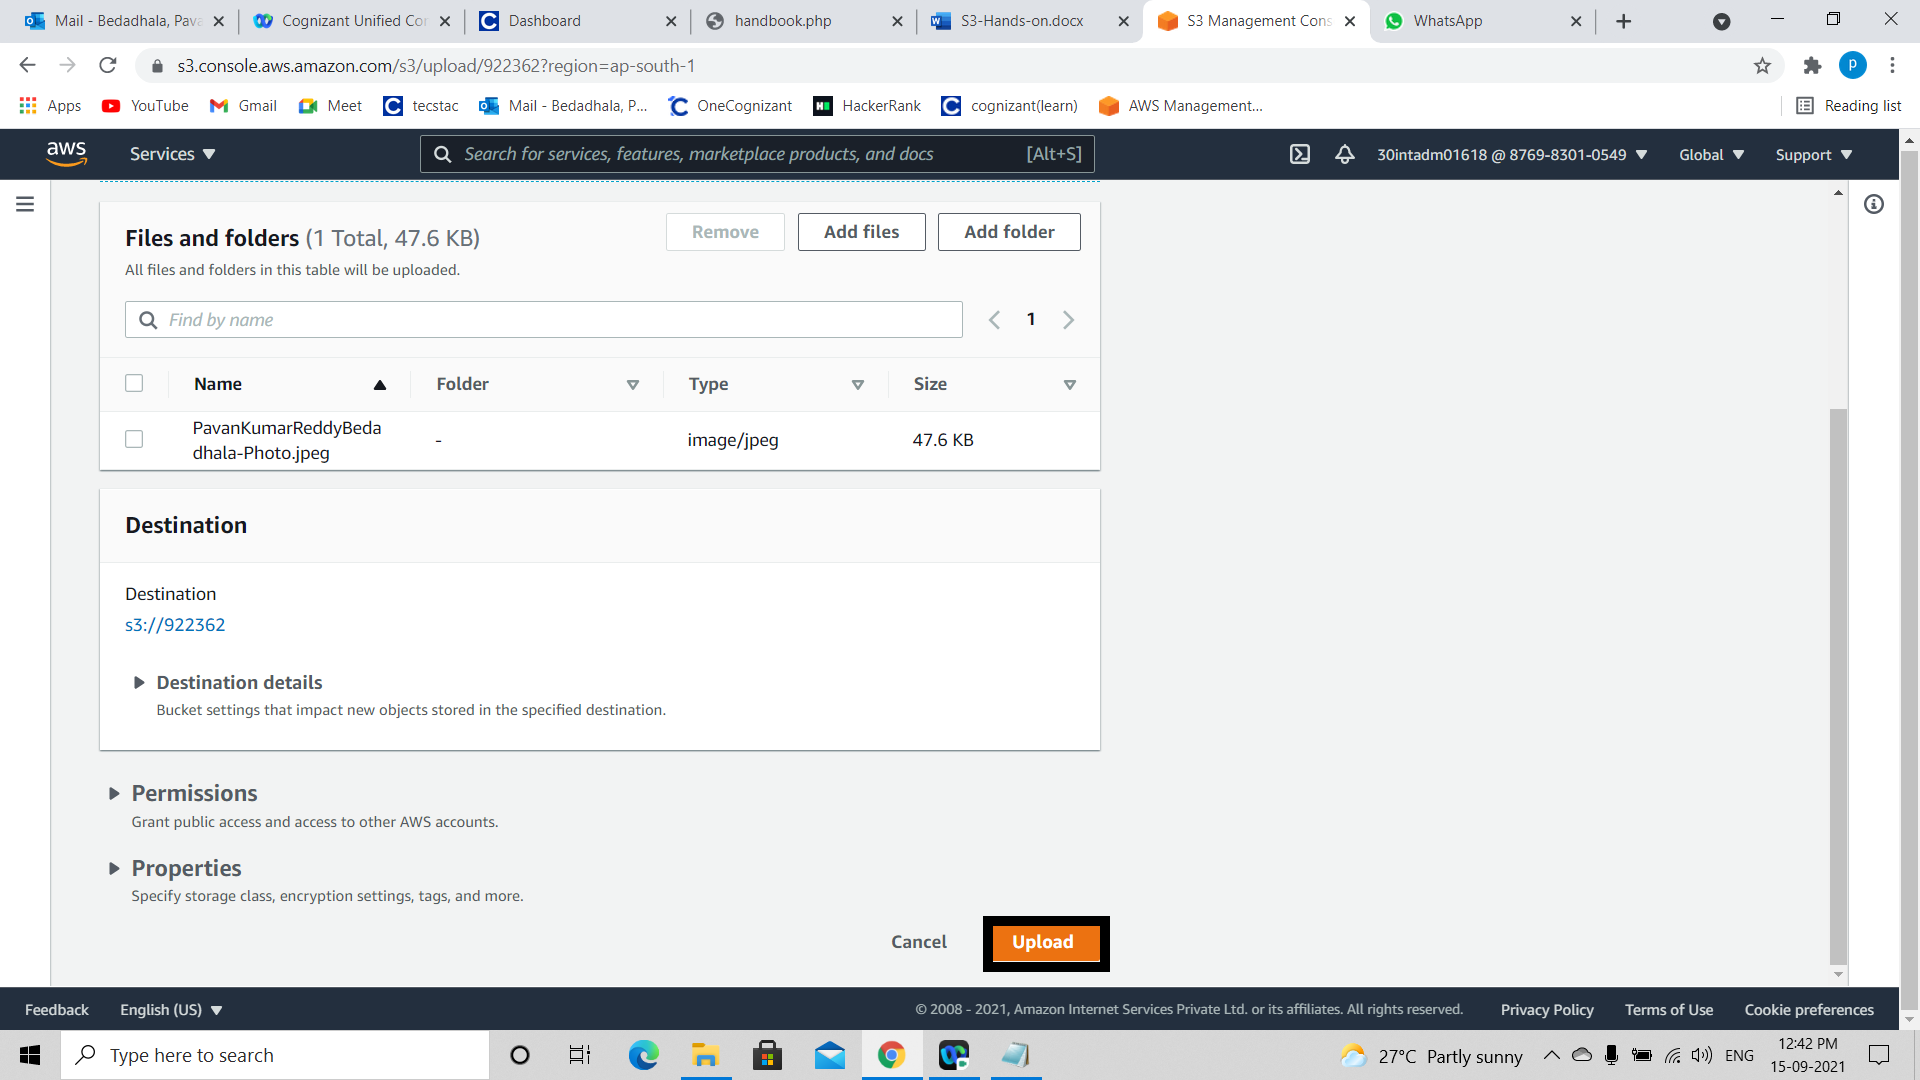 Mail - Bedadhala, Pava
Cognizant Unified Con
Dashboard
handbook.php
S3-Hands-on.docx
S3 Management Cons
WhatsApp
s3.console.aws.amazon.com/s3/upload/922362?region=ap-south-1
P
Apps
YouTube
Gmail
Meet
tecstac
Mail - Bedadhala, P...
OneCognizant
HackerRank
cognizant(learn)
AWS Management...
Reading list
aws
Services
Search for services, features, marketplace products, and docs
[Alt+S]
30intadm01618 @ 8769-8301-0549
Global
Support
Files and folders (1 Total, 47.6 KB)
Remove
Add files
Add folder
All files and folders in this table will be uploaded.
Find by name
1
Name
Folder
Type
Size
PavanKumarReddyBeda
dhala-Photo.jpeg
-
image/jpeg
47.6 KB
Destination
Destination
s3://922362
Destination details
Bucket settings that impact new objects stored in the specified destination.
Permissions
Grant public access and access to other AWS accounts.
Properties
Specify storage class, encryption settings, tags, and more.
Cancel
Upload
Feedback
English (US)
© 2008 - 2021, Amazon Internet Services Private Ltd. or its affiliates. All rights reserved.
Privacy Policy
Terms of Use
Cookie preferences
Type here to search
27°C Partly sunny
ENG
12:42 PM
15-09-2021